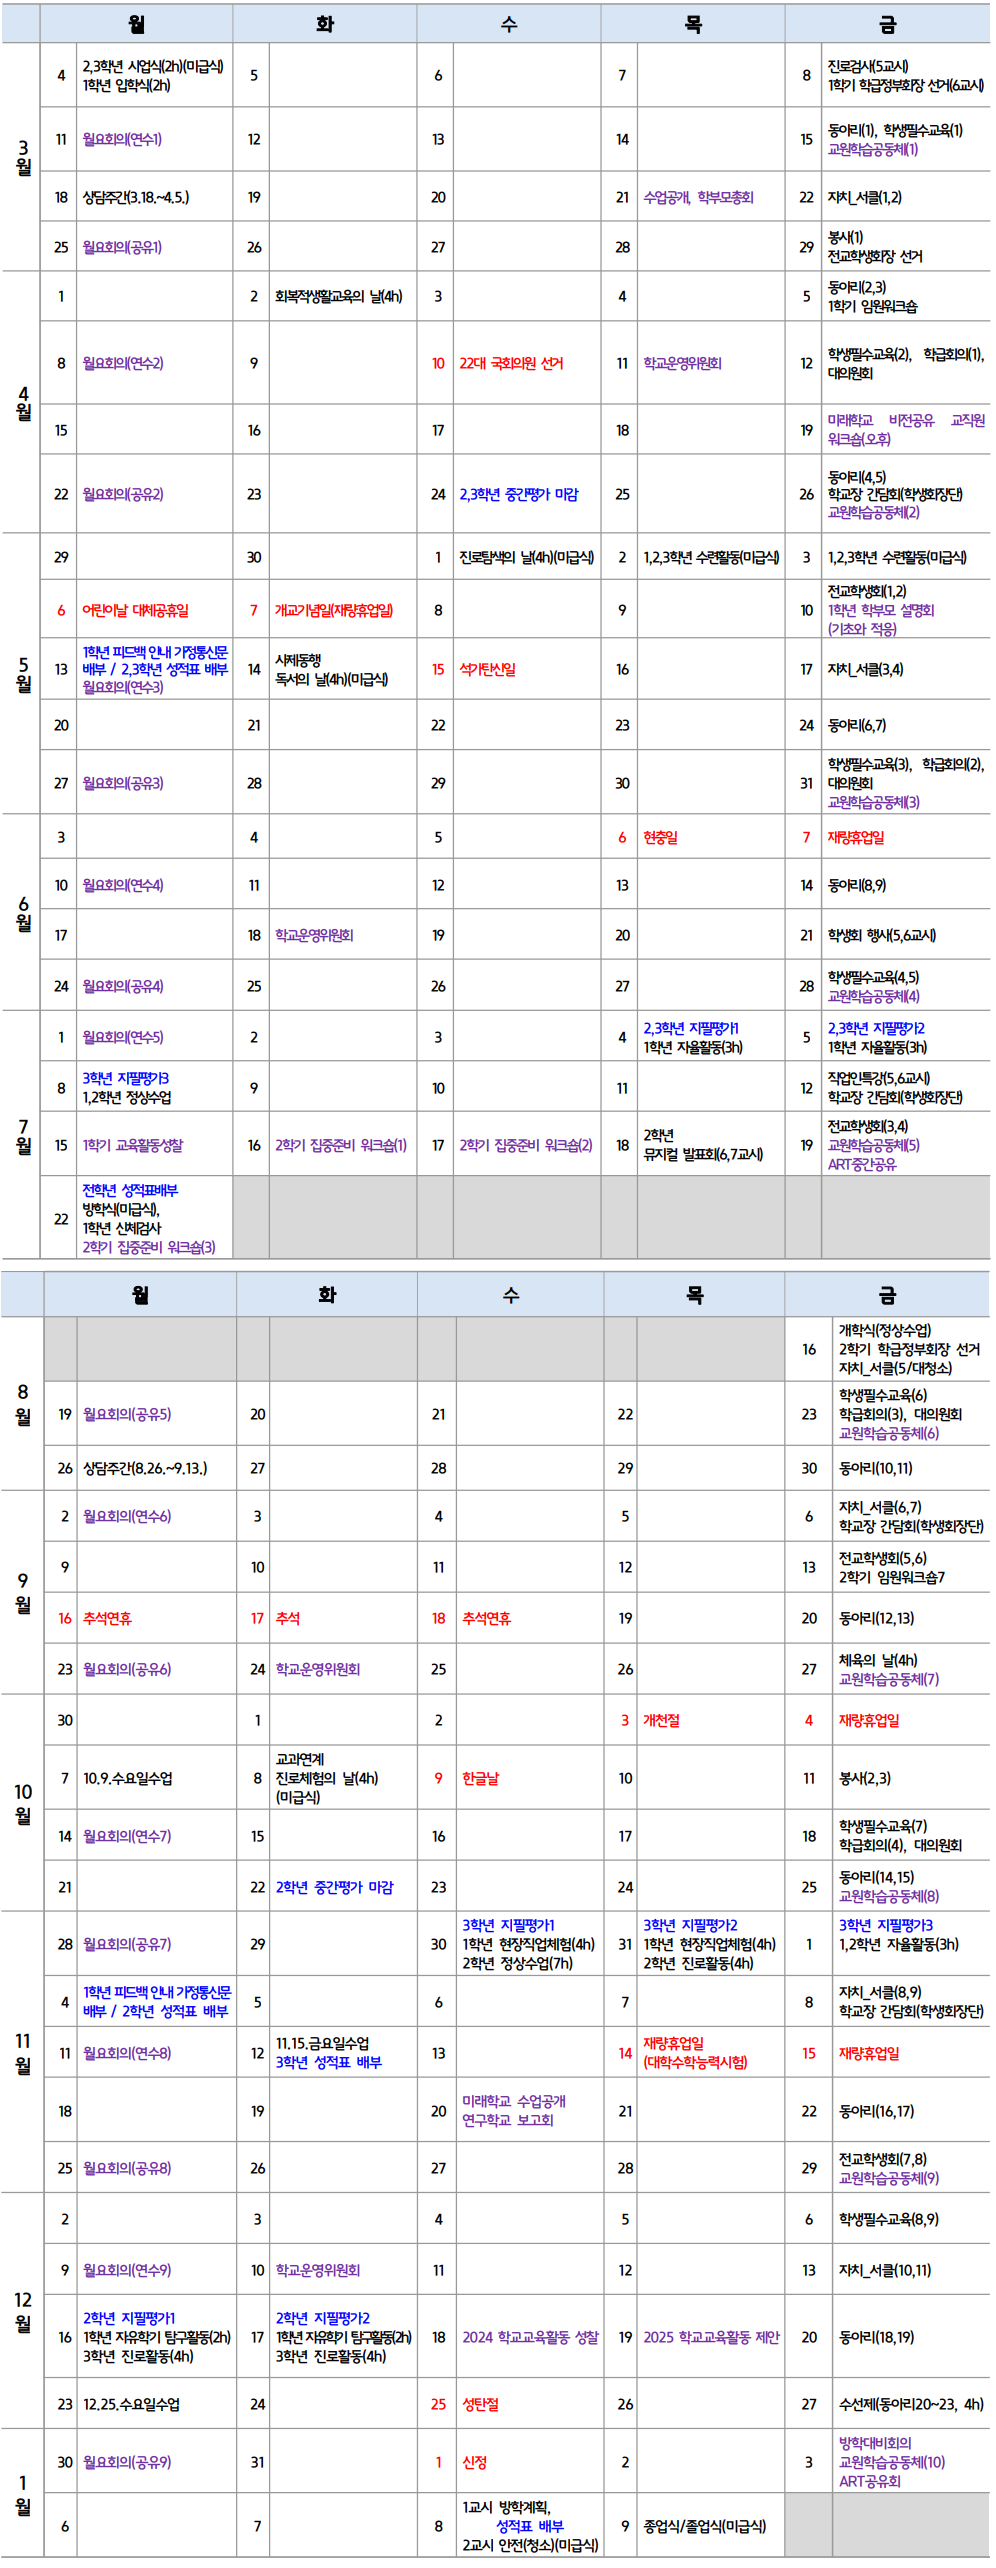 월 화 수 목 금
3월
4 2,3학년 시업식(2h)(미급식)
1학년 입학식(2h)
5
6
7
8 진로검사(5교시)
1학기 학급정부회장 선거(6교시)
11 월요회의(연수1)
12
13
14
15 동아리(1), 학생필수교육(1)
교원학습공동체(1)
18 상담주간(3.18.~4.5.)
19
20
21 수업공개, 학부모총회
22 자치_서클(1,2)
25 월요회의(공유1)
26
27
28
29 봉사(1)
전교학생회장 선거
4월
1
2 회복적생활교육의 날(4h)
3
4
5 동아리(2,3)
1학기 임원워크숍
8 월요회의(연수2)
9
10 22대 국회의원 선거
11 학교운영위원회
12 학생필수교육(2), 학급회의(1),
대의원회
15
16
17
18
19 미래학교 비전공유 교직원
워크숍(오후)
22 월요회의(공유2)
23
24 2,3학년 중간평가 마감
25
26 동아리(4,5)
학교장 간담회(학생회장단)
교원학습공동체(2)
5월
29
30
1 진로탐색의 날(4h)(미급식)
2 1,2,3학년 수련활동(미급식)
3 1,2,3학년 수련활동(미급식)
6 어린이날 대체공휴일
7 개교기념일(재량휴업일)
8
9
10 전교학생회(1,2)
1학년 학부모 설명회
(기초와 적응)
13 1학년 피드백 안내 가정통신문
배부 / 2,3학년 성적표 배부
월요회의(연수3)
14 사제동행
독서의 날(4h)(미급식)
15 석가탄신일
16
17 자치_서클(3,4)
20
21
22
23
24 동아리(6,7)
27 월요회의(공유3)
28
29
30
31 학생필수교육(3), 학급회의(2),
대의원회
교원학습공동체(3)
6월
3
4
5
6 현충일
7 재량휴업일
10 월요회의(연수4)
11
12
13
14 동아리(8,9)
17
18 학교운영위원회
19
20
21 학생회 행사(5,6교시)
24 월요회의(공유4)
25
26
27
28 학생필수교육(4,5)
교원학습공동체(4)
7월
1 월요회의(연수5)
2
3
4 2,3학년 지필평가1
1학년 자율활동(3h)
5 2,3학년 지필평가2
1학년 자율활동(3h)
8 3학년 지필평가3
1,2학년 정상수업
9
10
11
12 직업인특강(5,6교시)
학교장 간담회(학생회장단)
15 1학기 교육활동성찰
16 2학기 집중준비 워크숍(1)
17 2학기 집중준비 워크숍(2)
18 2학년
뮤지컬 발표회(6,7교시)
19 전교학생회(3,4)
교원학습공동체(5)
ART중간공유
22 전학년 성적표배부
방학식(미급식),
1학년 신체검사
2학기 집중준비 워크숍(3)
월 화 수 목 금
8월
16 개학식(정상수업)
2학기 학급정부회장 선거
자치_서클(5/대청소)
19 월요회의(공유5)
20
21
22
23 학생필수교육(6)
학급회의(3), 대의원회
교원학습공동체(6)
26 상담주간(8.26.~9.13.)
27
28
29
30 동아리(10,11)
9월
2 월요회의(연수6)
3
4
5
6 자치_서클(6,7)
학교장 간담회(학생회장단)
9
10
11
12
13 전교학생회(5,6)
2학기 임원워크숍7
16 추석연휴
17 추석
18 추석연휴
19
20 동아리(12,13)
23 월요회의(공유6)
24 학교운영위원회
25
26
27 체육의 날(4h)
교원학습공동체(7)
10월
30
1
2
3 개천절
4 재량휴업일
7 10.9.수요일수업
8 교과연계
진로체험의 날(4h)
(미급식)
9 한글날
10
11 봉사(2,3)
14 월요회의(연수7)
15
16
17
18 학생필수교육(7)
학급회의(4), 대의원회
21
22 2학년 중간평가 마감
23
24
25 동아리(14,15)
교원학습공동체(8)
11월
28 월요회의(공유7)
29
30 3학년 지필평가1
1학년 현장직업체험(4h)
2학년 정상수업(7h)
31 3학년 지필평가2
1학년 현장직업체험(4h)
2학년 진로활동(4h)
1 3학년 지필평가3
1,2학년 자율활동(3h)
4 1학년 피드백 안내 가정통신문
배부 / 2학년 성적표 배부
5
6
7
8 자치_서클(8,9)
학교장 간담회(학생회장단)
11 월요회의(연수8)
12 11.15.금요일수업
3학년 성적표 배부
13
14 재량휴업일
(대학수학능력시험)
15 재량휴업일
18
19
20 미래학교 수업공개
연구학교 보고회
21
22 동아리(16,17)
25 월요회의(공유8)
26
27
28
29 전교학생회(7,8)
교원학습공동체(9)
12월
2
3
4
5
6 학생필수교육(8,9)
9 월요회의(연수9)
10 학교운영위원회
11
12
13 자치_서클(10,11)
16 2학년 지필평가1
1학년 자유학기 탐구활동(2h)
3학년 진로활동(4h)
17 2학년 지필평가2
1학년 자유학기 탐구활동(2h)
3학년 진로활동(4h)
18 2024 학교교육활동 성찰
19 2025 학교교육활동 제안
20 동아리(18,19)
23 12.25.수요일수업
24
25 성탄절
26
27 수선제(동아리20~23, 4h)
1월
30 월요회의(공유9)
31
1 신정
2
3 방학대비회의
교원학습공동체(10)
ART공유회
6
7
8 1교시 방학계획,
성적표 배부
2교시 안전(청소)(미급식)
9 종업식/졸업식(미급식)